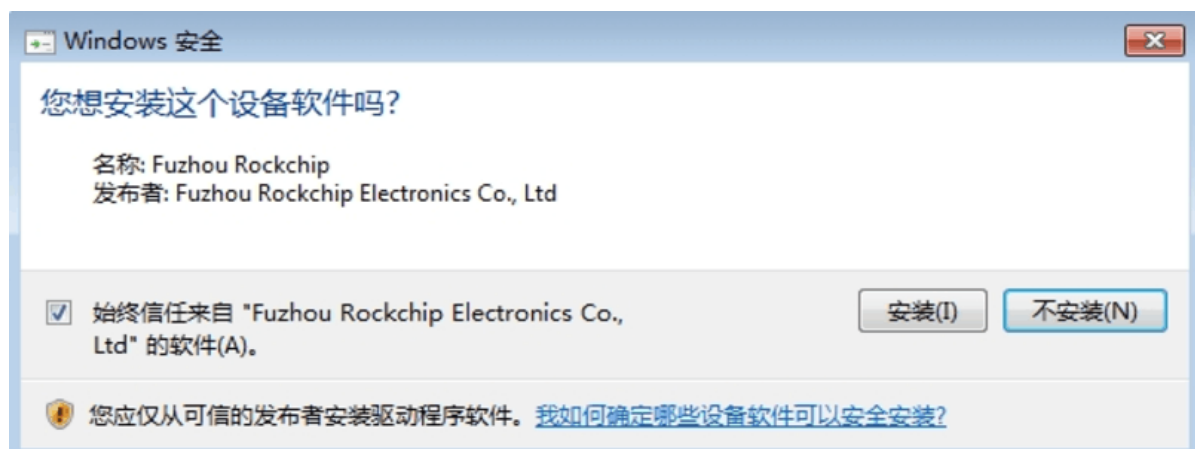 Windows 安全
您想安装这个设备软件吗?
名称: Fuzhou Rockchip
发布者: Fuzhou Rockchip Electronics Co., Ltd
始终信任来自 "Fuzhou Rockchip Electronics Co.,
Ltd" 的软件(A)。
安装(I)
不安装(N)
您应仅从可信的发布者安装驱动程序软件。我如何确定哪些设备软件可以安全安装?